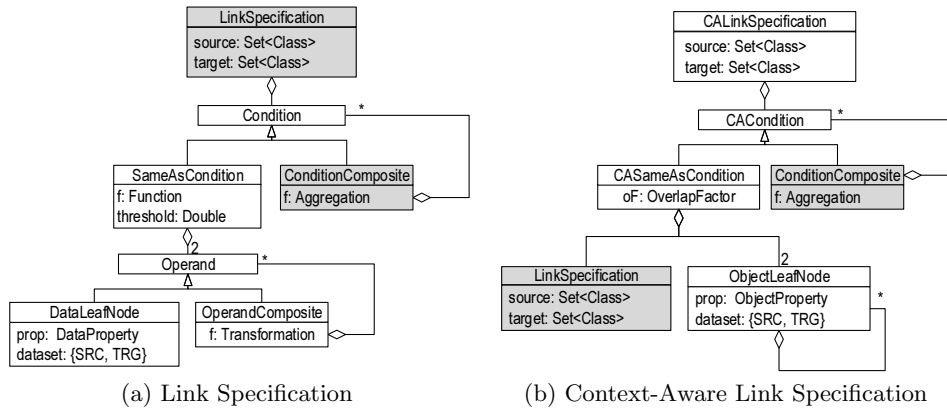 LinkSpecification
source: Set<Class>
target: Set<Class>
Condition
*
SameAsCondition
f: Function
threshold: Double
ConditionComposite
f: Aggregation
2
Operand
*
DataLeafNode
prop: DataProperty
dataset: {SRC, TRG}
OperandComposite
f: Transformation
(a) Link Specification
CALinkSpecification
source: Set<Class>
target: Set<Class>
CACondition
*
CASameAsCondition
oF: OverlapFactor
ConditionComposite
f: Aggregation
LinkSpecification
source: Set<Class>
target: Set<Class>
2
ObjectLeafNode
prop: ObjectProperty
dataset: {SRC, TRG}
*
(b) Context-Aware Link Specification